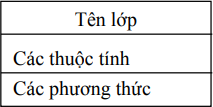 Tên lớp
Các thuộc tính
Các phương thức